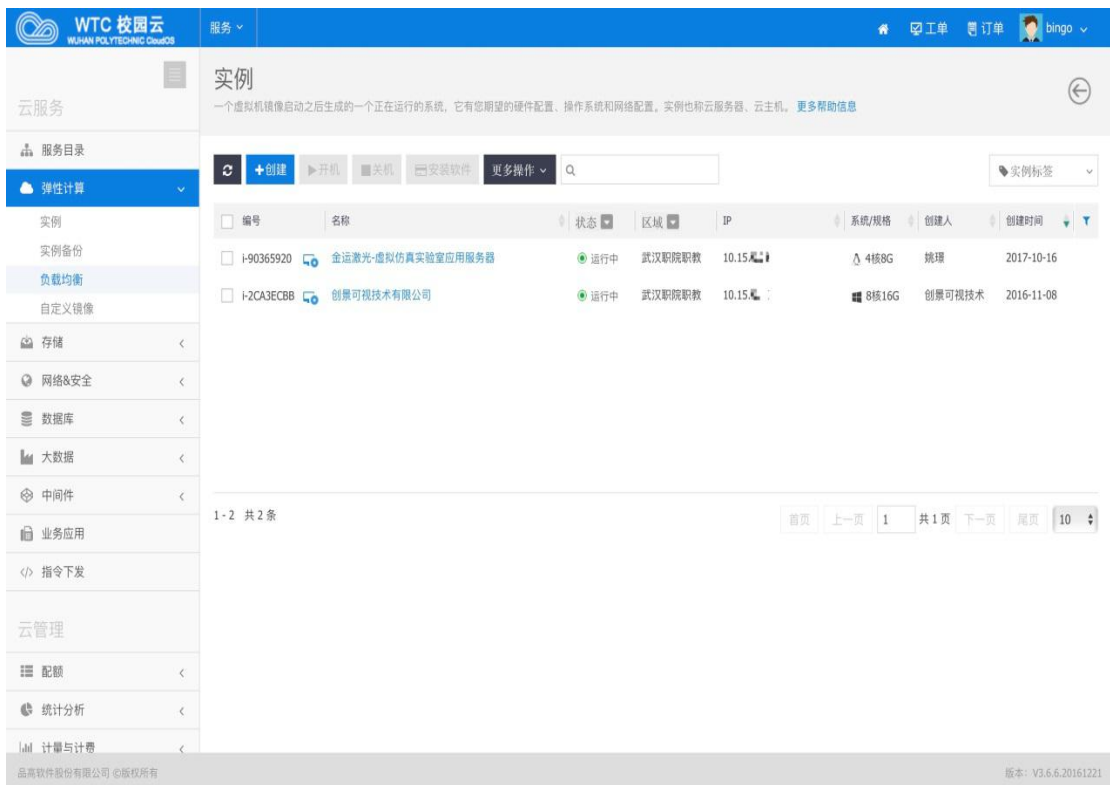 WTC 校园云
WUHAN POLYTECHNIC CloudOS
服务
工单 订单 bingo
云服务
服务目录
弹性计算
实例
实例备份
负载均衡
自定义镜像
存储
网络&安全
数据库
大数据
中间件
业务应用
指令下发
云管理
配额
统计分析
计量与计费
实例
一个虚拟机镜像启动之后生成的一个正在运行的系统，它有您期望的硬件配置、操作系统和网络配置。实例也称云服务器、云主机。 更多帮助信息
创建 开机 关机 安装软件 更多操作 实例标签
编号 名称 状态 区域 IP 系统/规格 创建人 创建时间
i-90365920 金运激光-虚拟仿真实验室应用服务器 运行中 武汉职院职教 10.15. 4核8G 姚珊 2017-10-16
i-2CA3ECBB 创景可视技术有限公司 运行中 武汉职院职教 10.15. 8核16G 创景可视技术 2016-11-08
1 - 2 共 2 条
首页 上一页 1 共 1 页 下一页 尾页 10
品高软件股份有限公司 ©版权所有
版本: V3.6.6.20161221